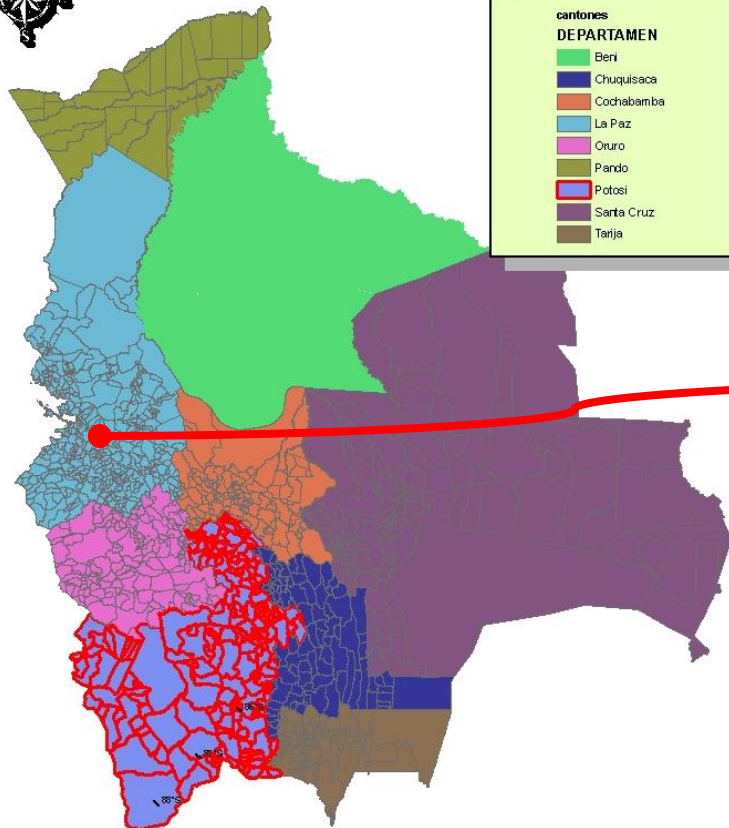 S
cantones
DEPARTAMEN
Beni
Chuquisaca
Cochabamba
La Paz
Oruro
Pando
Potosi
Santa Cruz
Tarija